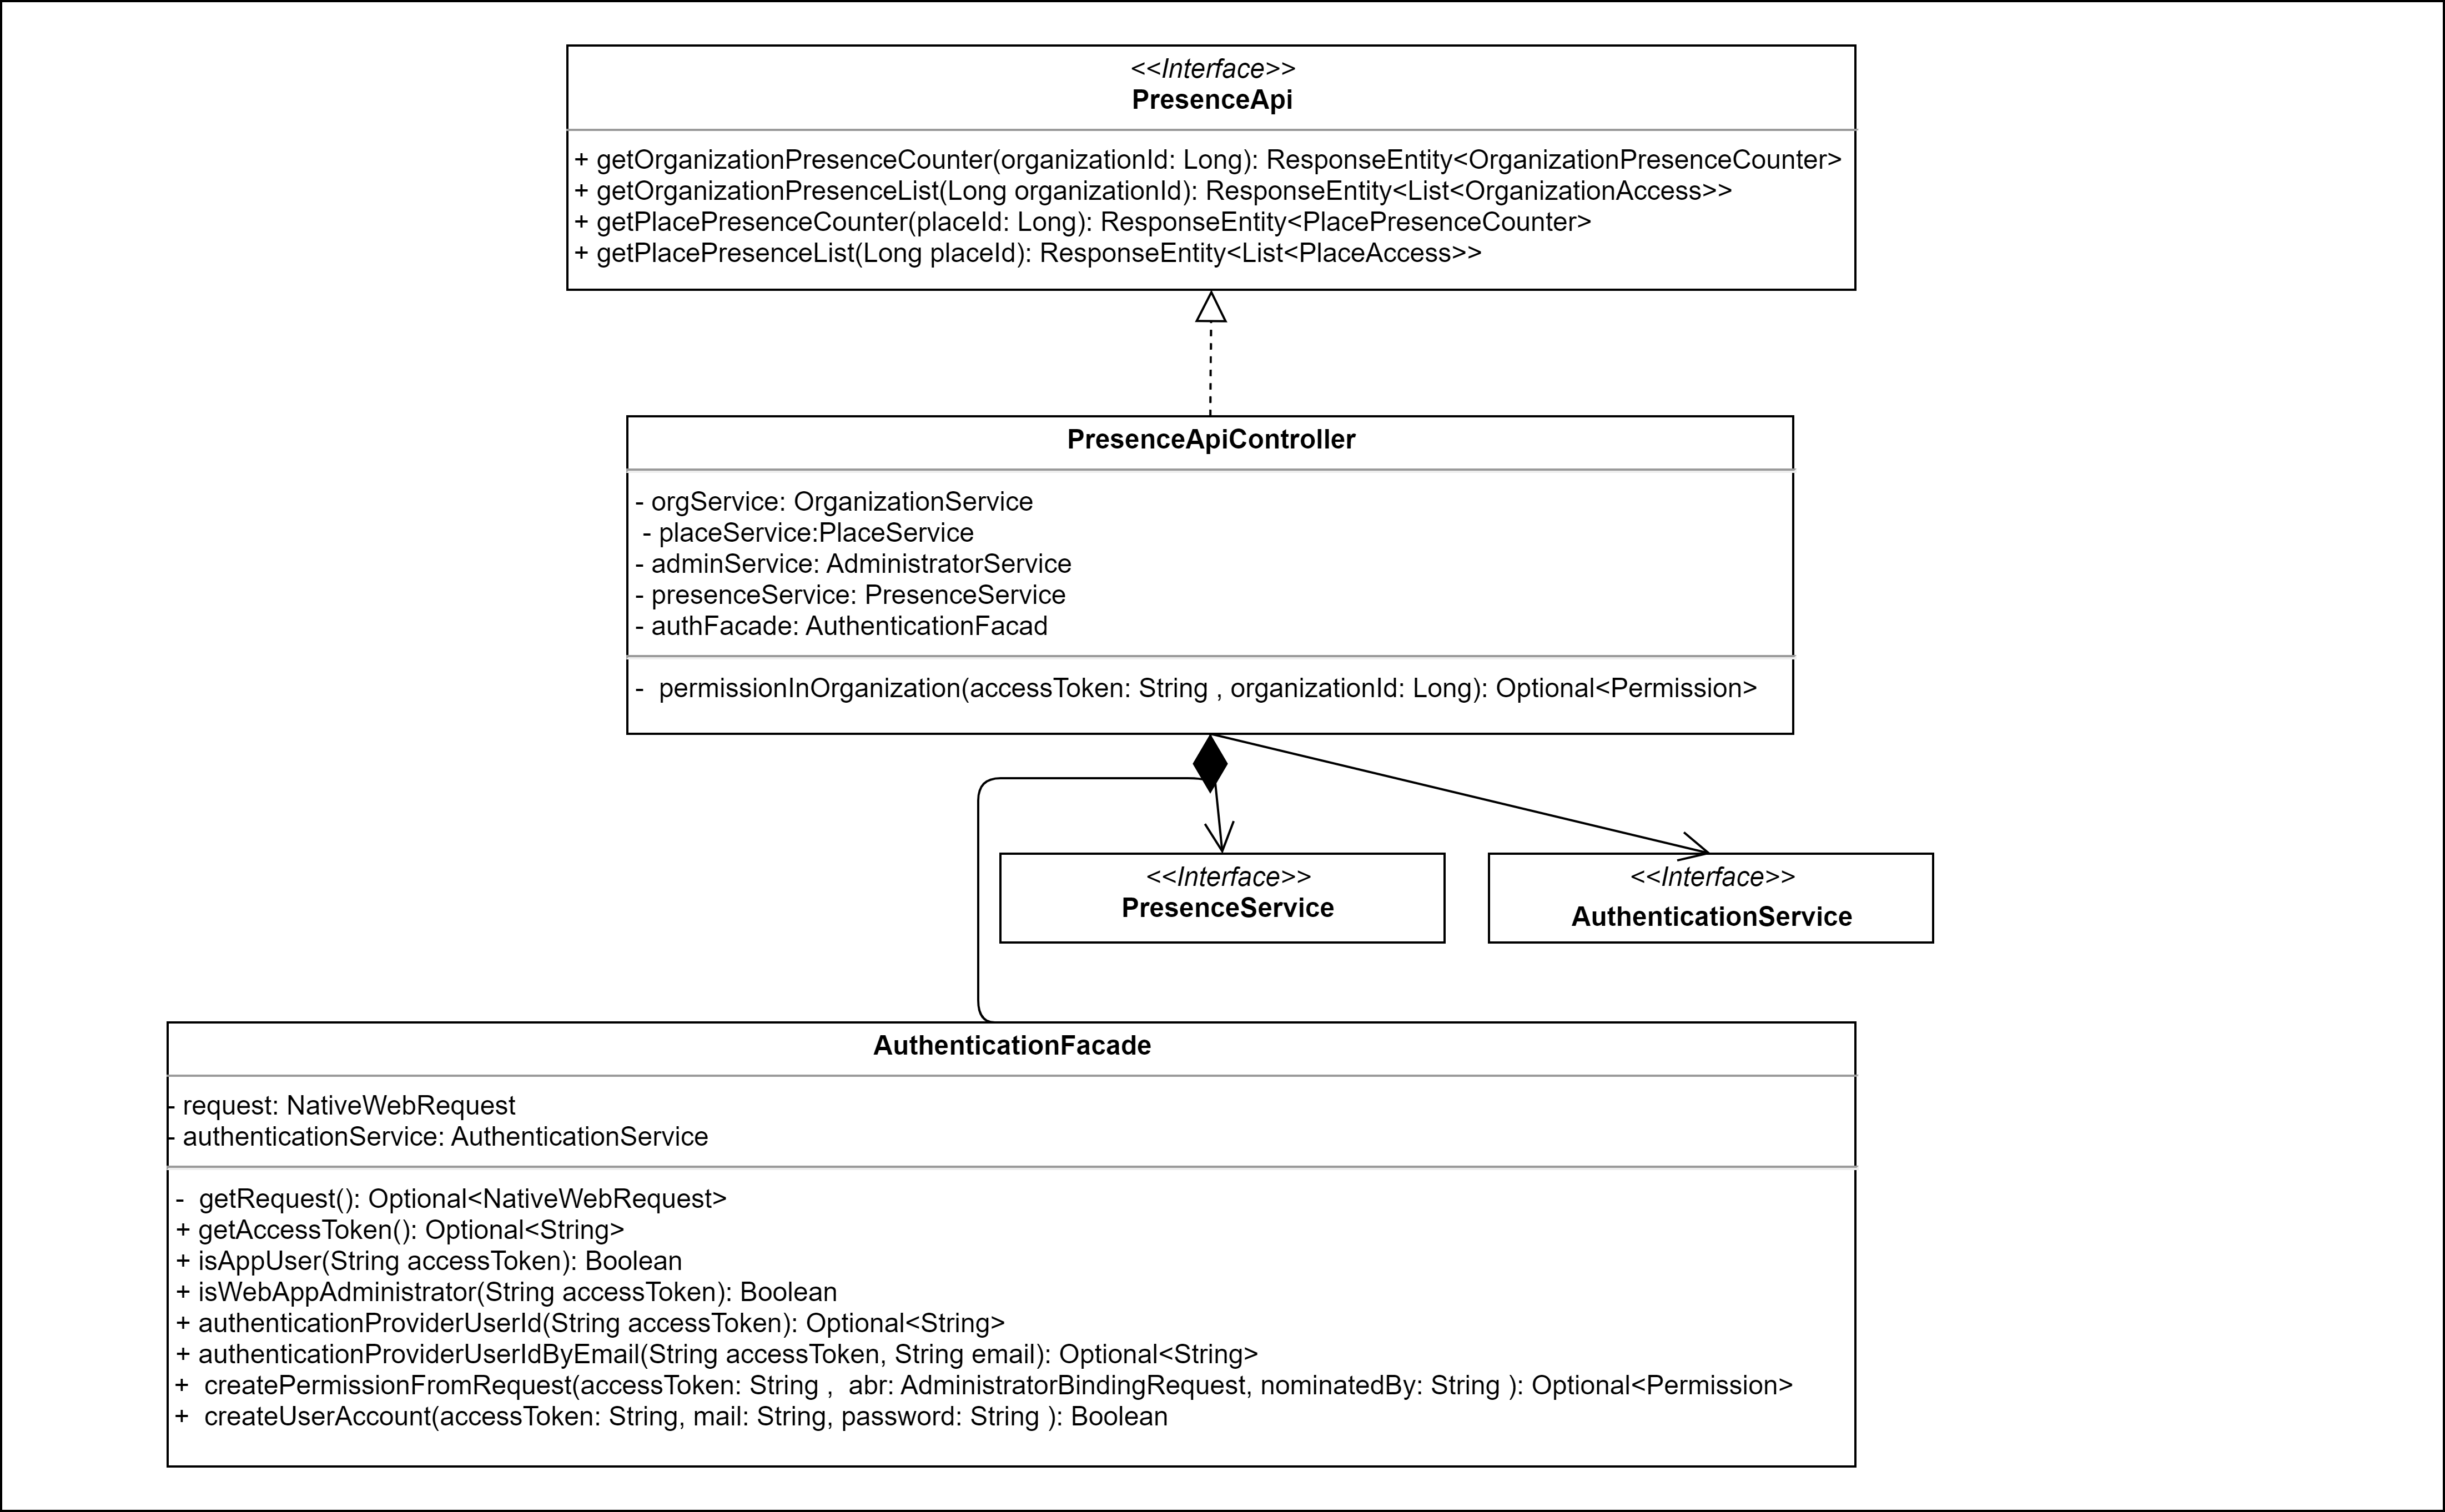 <<Interface>>
PresenceApi
+ getOrganizationPresenceCounter(organizationId: Long): ResponseEntity<OrganizationPresenceCounter>
+ getOrganizationPresenceList(Long organizationId): ResponseEntity<List<OrganizationAccess>>
+ getPlacePresenceCounter(placeId: Long): ResponseEntity<PlacePresenceCounter>
+ getPlacePresenceList(Long placeId): ResponseEntity<List<PlaceAccess>>
PresenceApiController
- orgService: OrganizationService
- placeService:PlaceService
- adminService: AdministratorService
- presenceService: PresenceService
- authFacade: AuthenticationFacad
- permissionInOrganization(accessToken: String , organizationId: Long): Optional<Permission>
<<Interface>>
PresenceService
<<Interface>>
AuthenticationService
AuthenticationFacade
- request: NativeWebRequest
- authenticationService: AuthenticationService
- getRequest(): Optional<NativeWebRequest>
+ getAccessToken(): Optional<String>
+ isAppUser(String accessToken): Boolean
+ isWebAppAdministrator(String accessToken): Boolean
+ authenticationProviderUserId(String accessToken): Optional<String>
+ authenticationProviderUserIdByEmail(String accessToken, String email): Optional<String>
+ createPermissionFromRequest(accessToken: String , abr: AdministratorBindingRequest, nominatedBy: String ): Optional<Permission>
+ createUserAccount(accessToken: String, mail: String, password: String ): Boolean